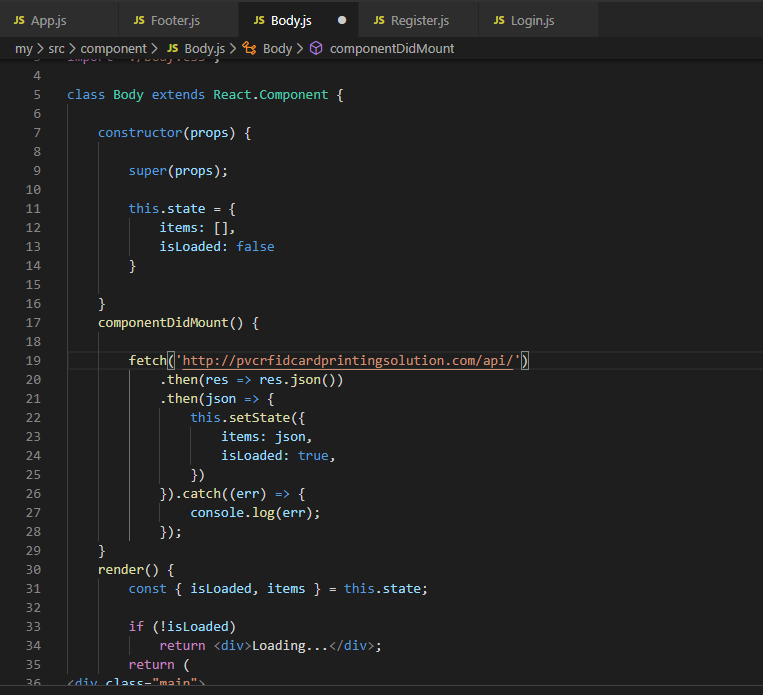 JS App.js JS Footer.js JS Body.js JS Register.js JS Login.js
my > src > component > JS Body.js > Body > componentDidMount
3 import './body.css';
4
5 class Body extends React.Component {
6
7 constructor(props) {
8
9 super(props);
10
11 this.state = {
12 items: [],
13 isLoaded: false
14 }
15
16 }
17 componentDidMount() {
18
19 fetch('http://pvcrfidcardprintingsolution.com/api/')
20 .then(res => res.json())
21 .then(json => {
22 this.setState({
23 items: json,
24 isLoaded: true,
25 })
26 }).catch((err) => {
27 console.log(err);
28 });
29 }
30 render() {
31 const { isLoaded, items } = this.state;
32
33 if (!isLoaded)
34 return <div>Loading...</div>;
35 return (
36 <div class="main">